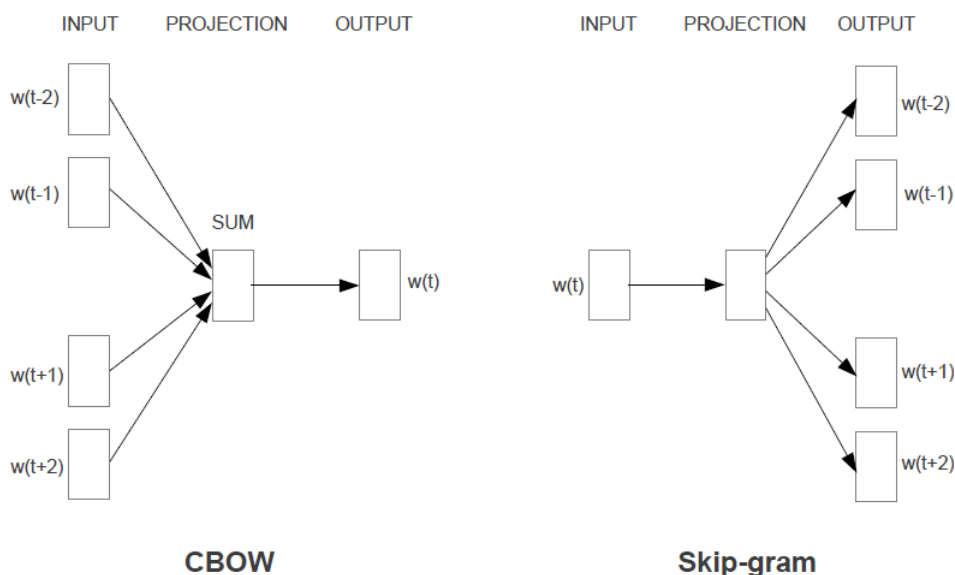 INPUT PROJECTION OUTPUT
w(t-2)
w(t-1)
SUM
w(t)
w(t+1)
w(t+2)
CBOW
INPUT PROJECTION OUTPUT
w(t-2)
w(t-1)
w(t)
w(t+1)
w(t+2)
Skip-gram